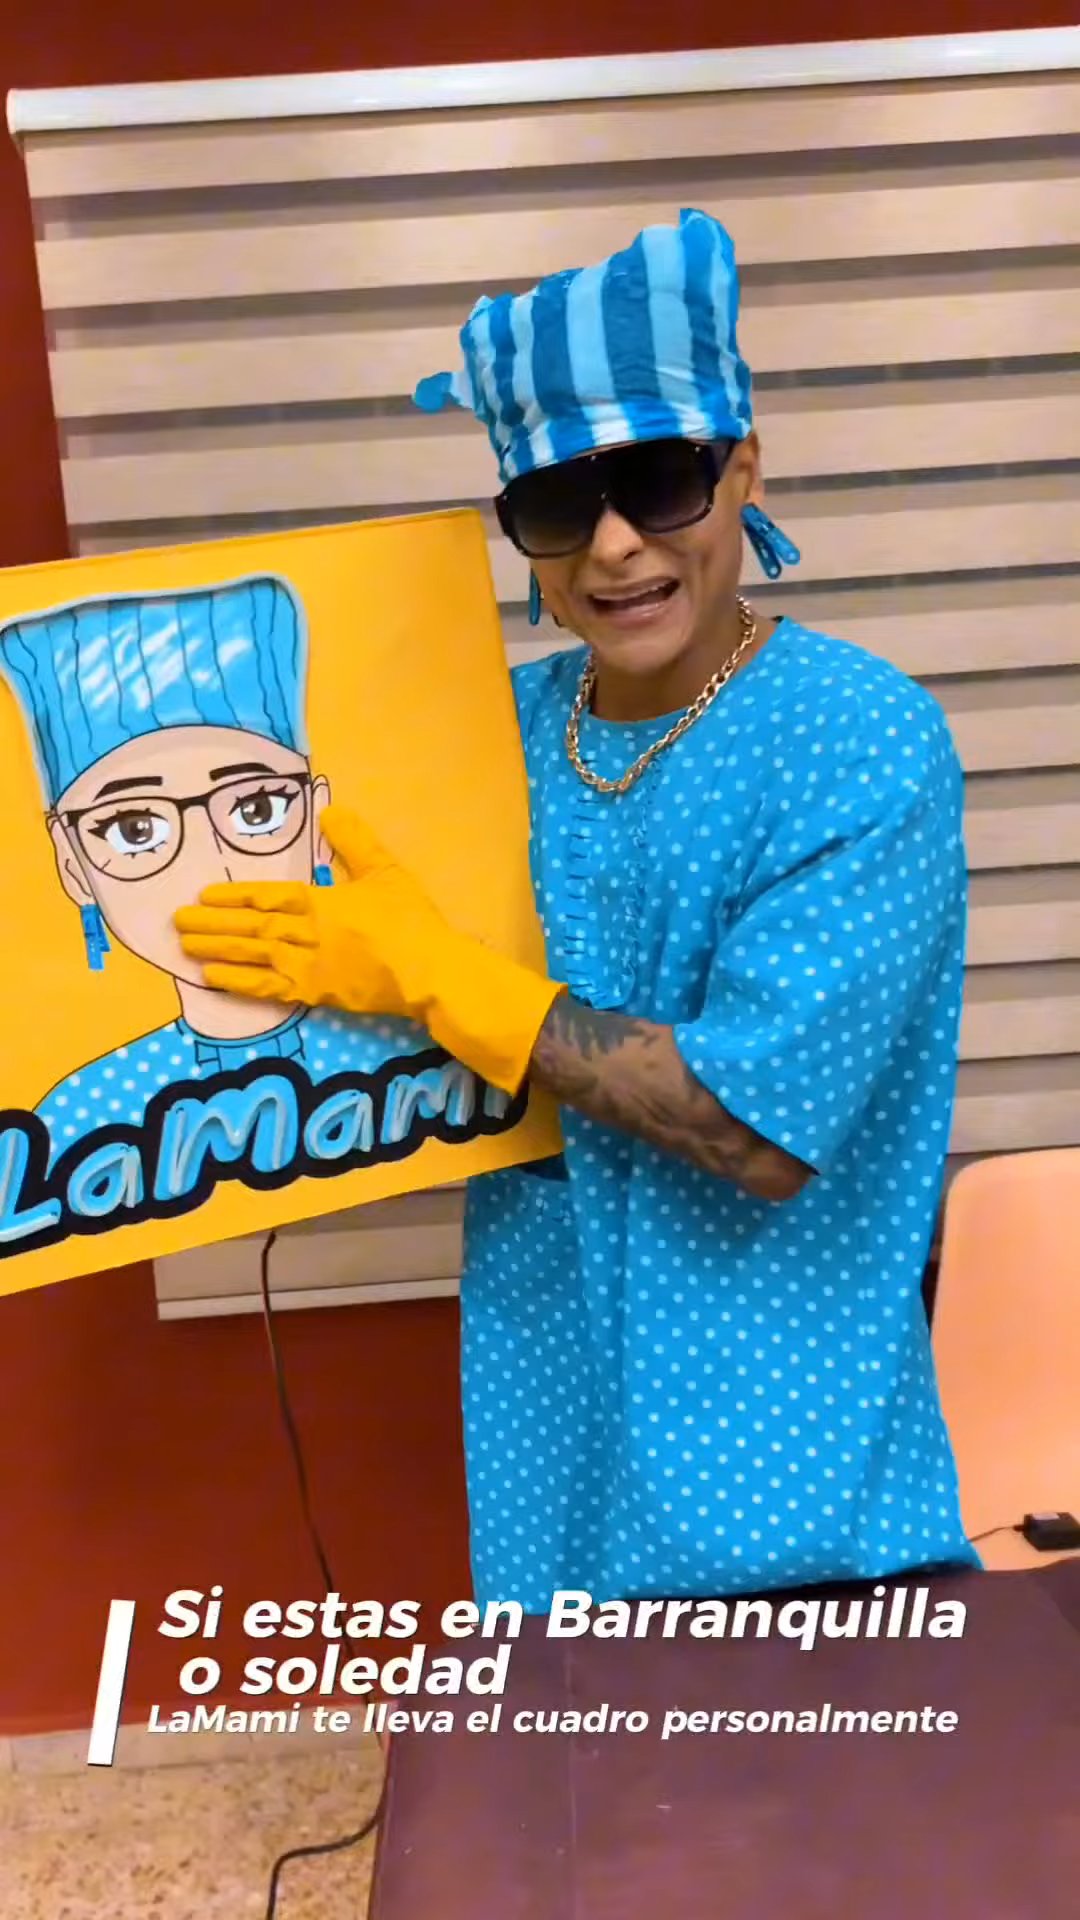 LaMami
Si estas en Barranquilla
o soledad
LaMami te lleva el cuadro personalmente